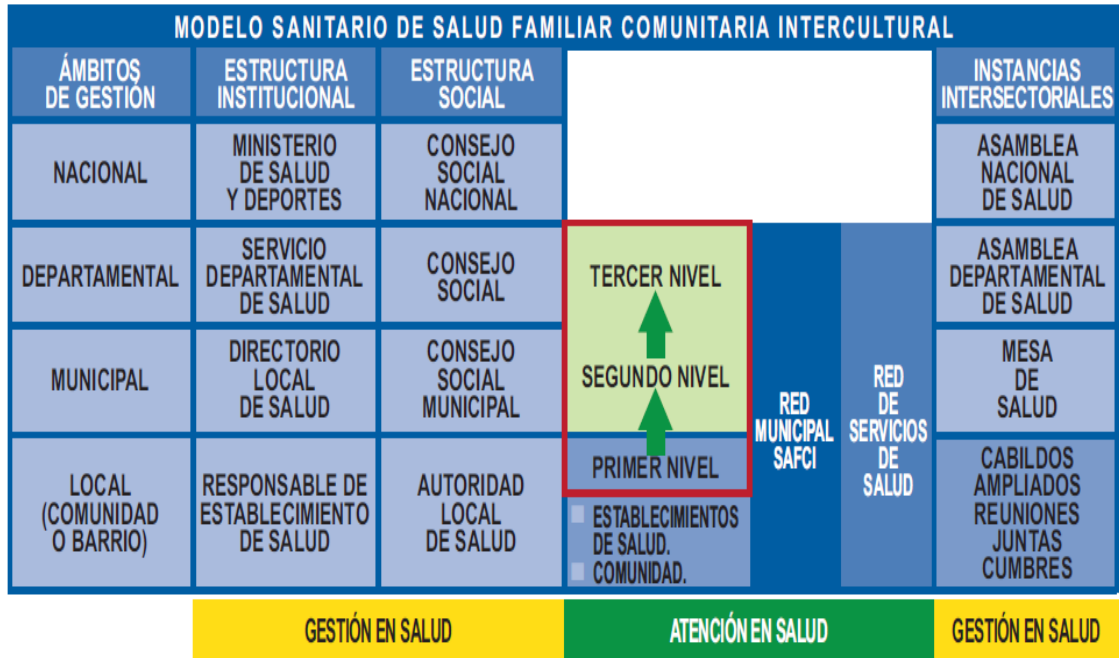 MODELO SANITARIO DE SALUD FAMILIAR COMUNITARIA INTERCULTURAL
ÁMBITOS
DE GESTIÓN
ESTRUCTURA
INSTITUCIONAL
ESTRUCTURA
SOCIAL
INSTANCIAS
INTERSECTORIALES
NACIONAL
MINISTERIO
DE SALUD
Y DEPORTES
CONSEJO
SOCIAL
NACIONAL
ASAMBLEA
NACIONAL
DE SALUD
DEPARTAMENTAL
SERVICIO
DEPARTAMENTAL
DE SALUD
CONSEJO
SOCIAL
TERCER NIVEL
ASAMBLEA
DEPARTAMENTAL
DE SALUD
MUNICIPAL
DIRECTORIO
LOCAL
DE SALUD
CONSEJO
SOCIAL
MUNICIPAL
SEGUNDO NIVEL
RED
MUNICIPAL
SAFCI
RED
DE
SERVICIOS
DE
SALUD
MESA
DE
SALUD
LOCAL
(COMUNIDAD
O BARRIO)
RESPONSABLE DE
ESTABLECIMIENTO
DE SALUD
AUTORIDAD
LOCAL
DE SALUD
PRIMER NIVEL
ESTABLECIMIENTOS
DE SALUD.
COMUNIDAD.
CABILDOS
AMPLIADOS
REUNIONES
JUNTAS
CUMBRES
GESTIÓN EN SALUD
ATENCIÓN EN SALUD
GESTIÓN EN SALUD